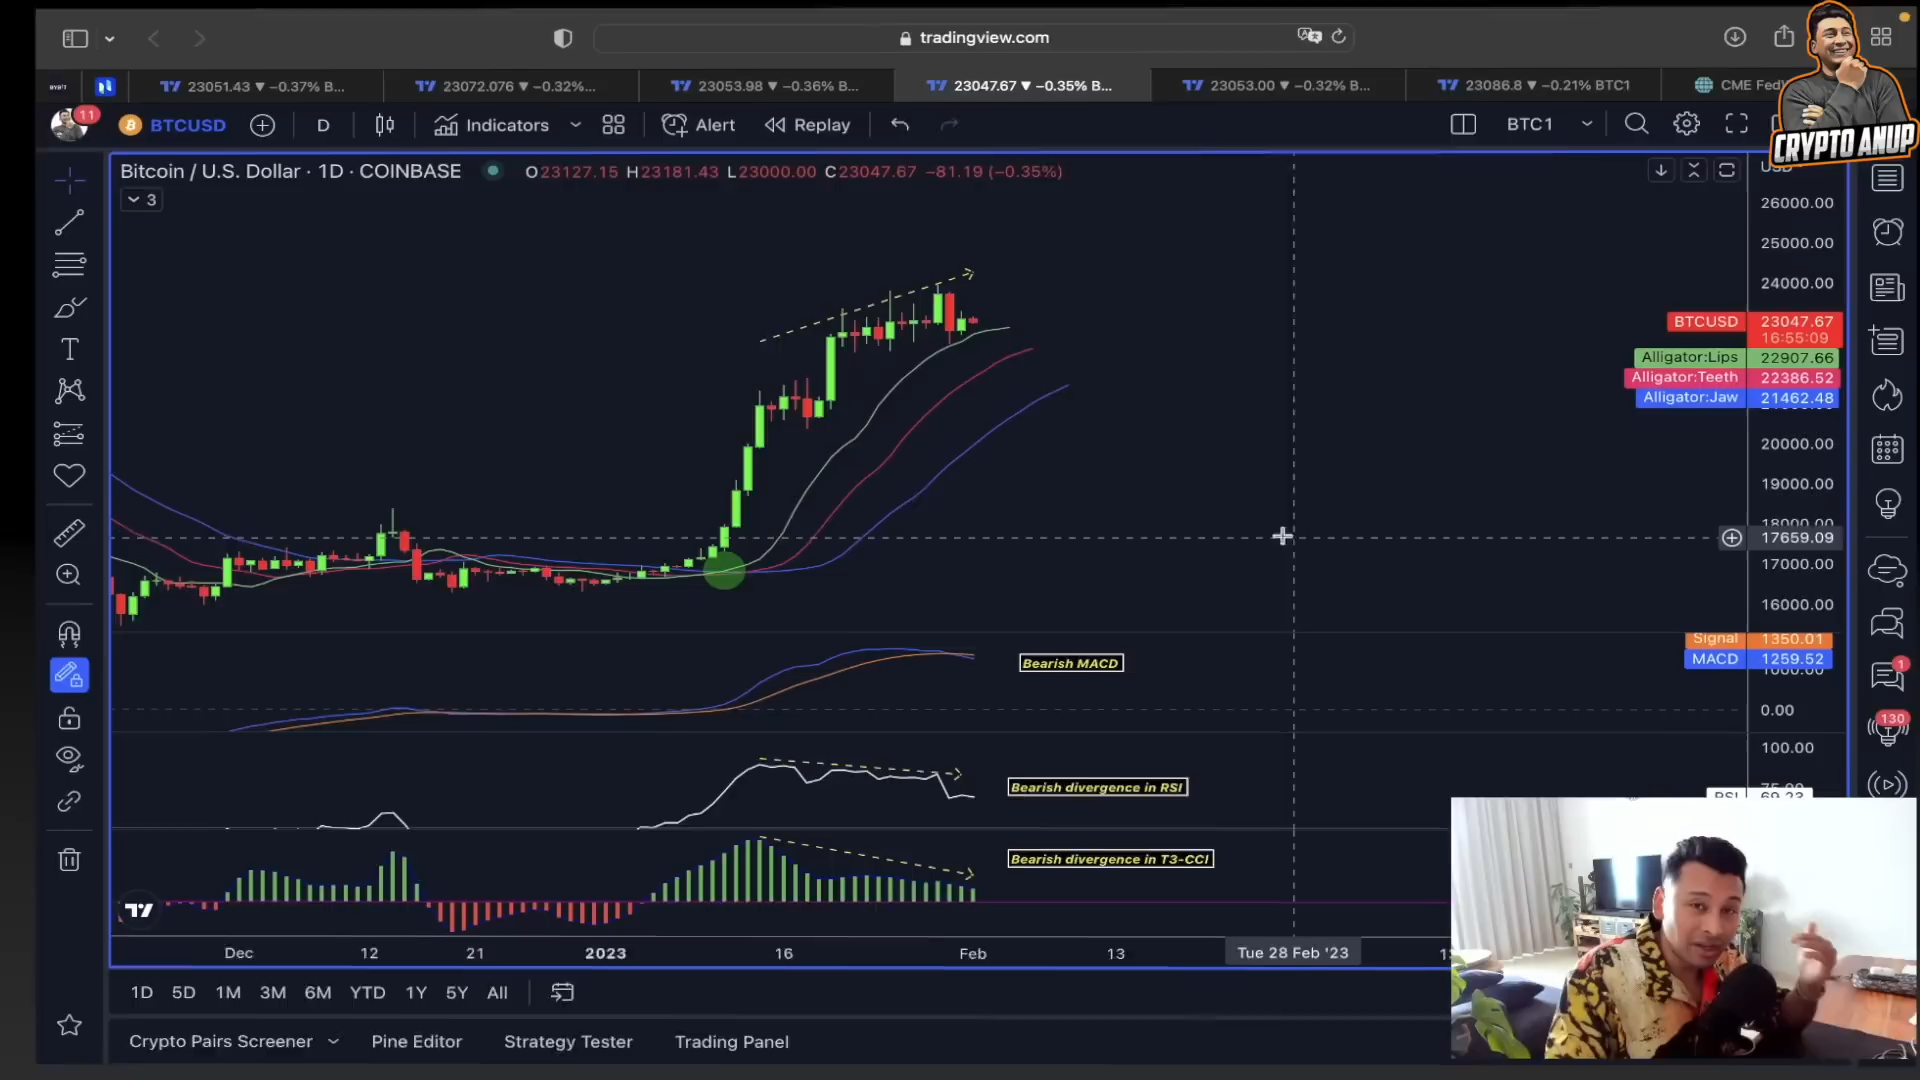 tradingview.com
23051.43 ▼ −0.37% B...
23072.076 ▼ −0.32%...
23053.98 ▼ −0.36% B...
23047.67 ▼ −0.35% B...
23053.00 ▼ −0.32% B...
23086.8 ▼ −0.21% BTC1
CME Fed
CRYPTO ANUP
11
BTCUSD
D
Indicators
Alert
Replay
BTC1
Bitcoin / U.S. Dollar · 1D · COINBASE
O23127.15 H23181.43 L23000.00 C23047.67 −81.19 (−0.35%)
3
26000.00
25000.00
24000.00
BTCUSD 23047.67
16:55:09
Alligator:Lips 22907.66
Alligator:Teeth 22386.52
Alligator:Jaw 21462.48
20000.00
19000.00
18000.00
17659.09
17000.00
16000.00
Signal 1350.01
MACD 1259.52
0.00
100.00
Bearish MACD
Bearish divergence in RSI
Bearish divergence in T3-CCI
1
130
Dec
12
21
2023
16
Feb
13
Tue 28 Feb '23
1D 5D 1M 3M 6M YTD 1Y 5Y All
Crypto Pairs Screener
Pine Editor
Strategy Tester
Trading Panel